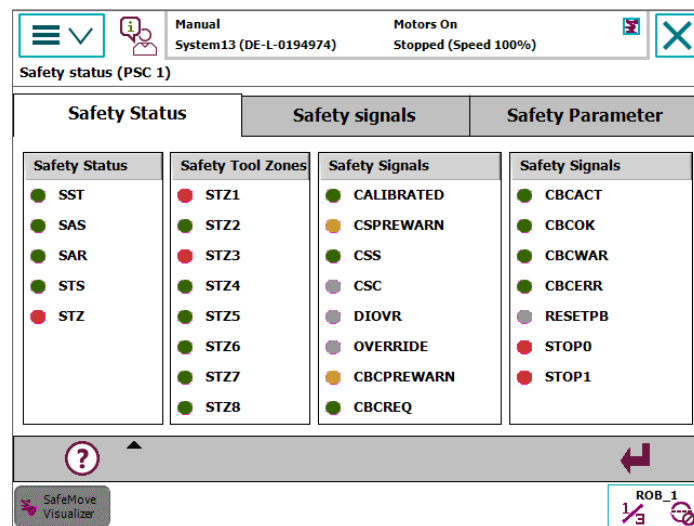 Manual
System13 (DE-L-0194974)
Motors On
Stopped (Speed 100%)
Safety status (PSC 1)
Safety Status
Safety signals
Safety Parameter
Safety Status
SST
SAS
SAR
STS
STZ
Safety Tool Zones
STZ1
STZ2
STZ3
STZ4
STZ5
STZ6
STZ7
STZ8
Safety Signals
CALIBRATED
CSPREWARN
CSS
CSC
DIOVR
OVERRIDE
CBCPREWARN
CBCREQ
Safety Signals
CBCACT
CBCOK
CBCWAR
CBCERR
RESETPB
STOP0
STOP1
?
SafeMove
Visualizer
ROB_1
1/3